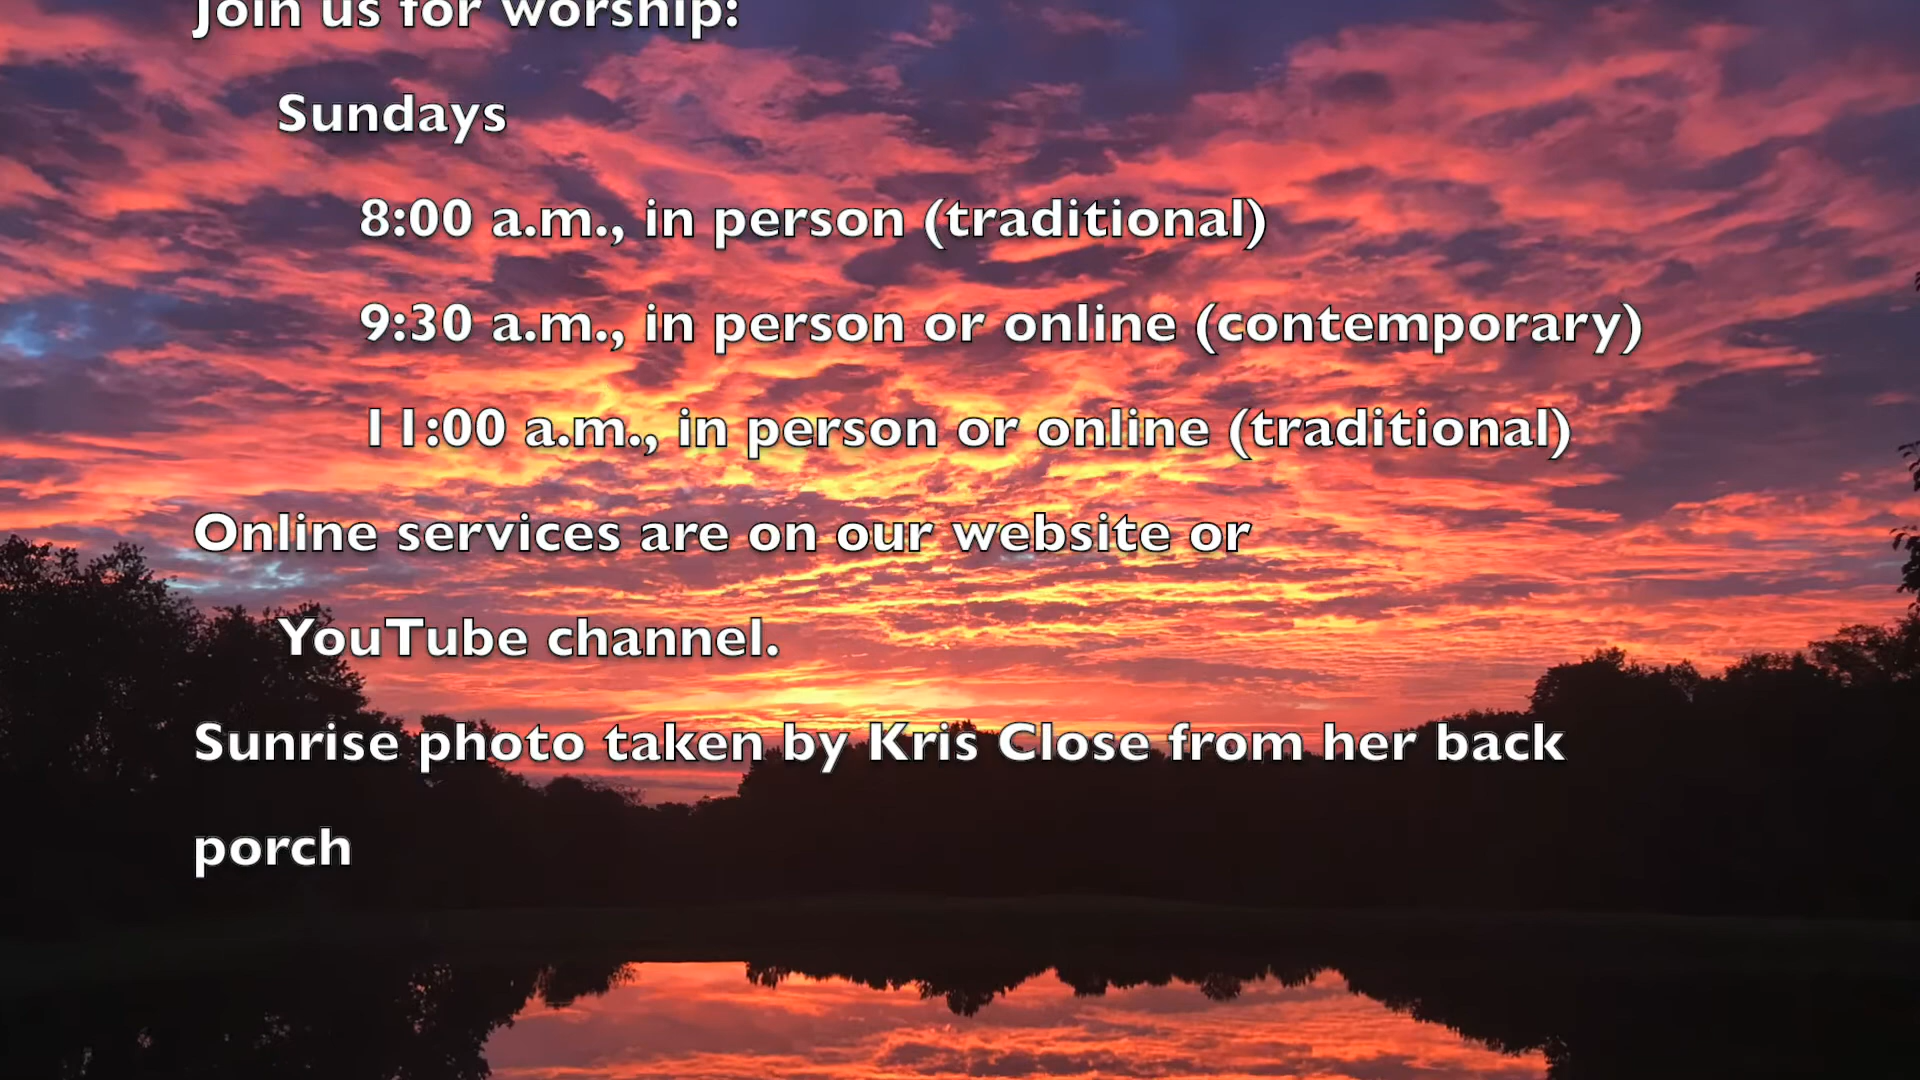 Join us for worship:
Sundays
8:00 a.m., in person (traditional)
9:30 a.m., in person or online (contemporary)
11:00 a.m., in person or online (traditional)
Online services are on our website or
YouTube channel.
Sunrise photo taken by Kris Close from her back
porch